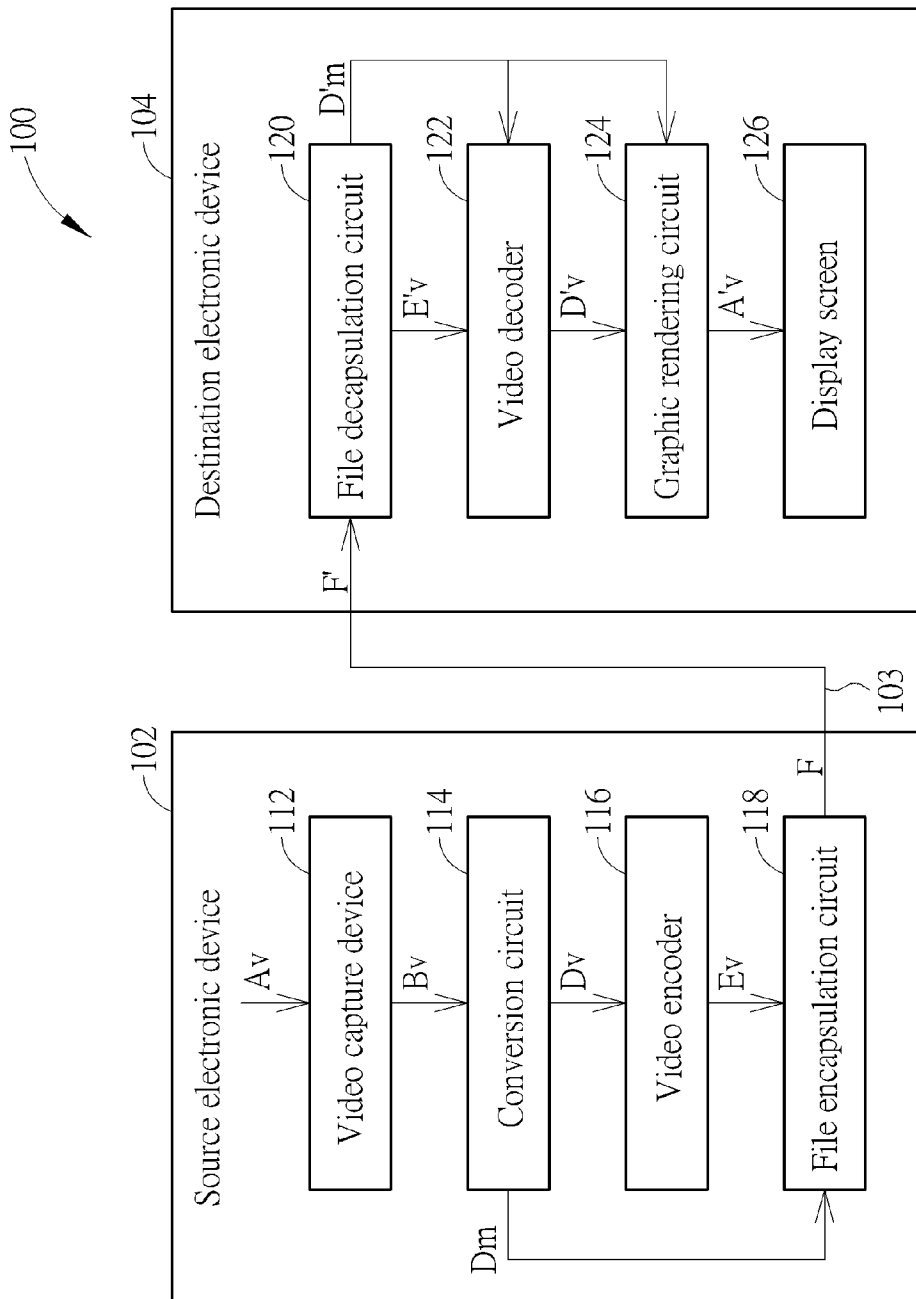 100
Source electronic device
102
Av
Video capture device
112
Bv
Conversion circuit
114
Dm
Dv
Video encoder
116
Ev
File encapsulation circuit
118
F
103
Destination electronic device
104
F'
File decapsulation circuit
120
D'm
E'v
Video decoder
122
D'v
Graphic rendering circuit
124
A'v
Display screen
126